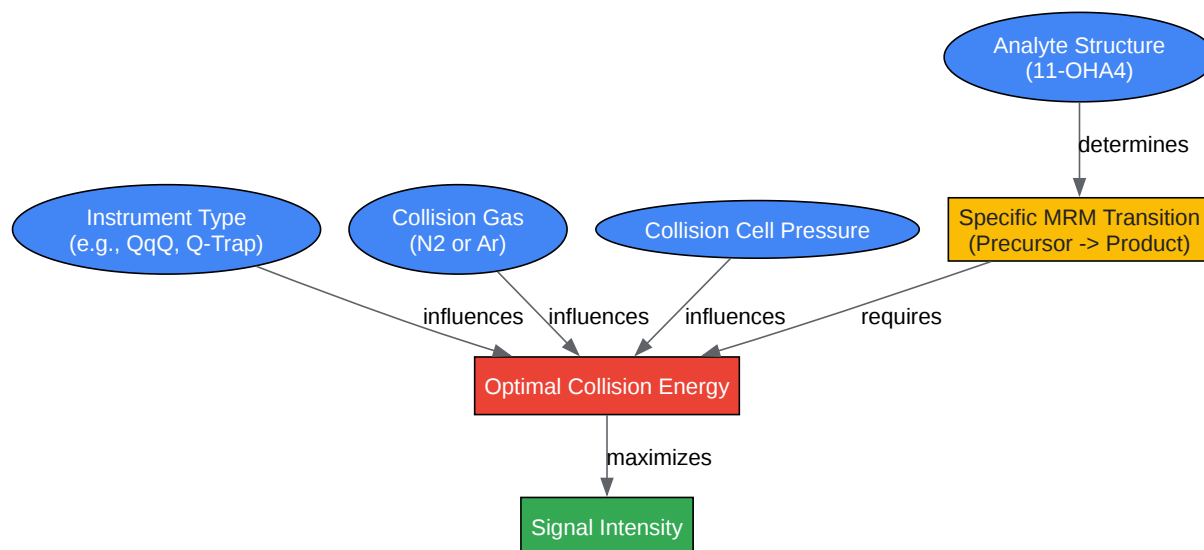 Analyte Structure
(11-OHA4)
determines
Instrument Type
(e.g., QqQ, Q-Trap)
Collision Gas
(N2 or Ar)
Collision Cell Pressure
Specific MRM Transition
(Precursor -> Product)
influences
influences
influences
requires
Optimal Collision Energy
maximizes
Signal Intensity